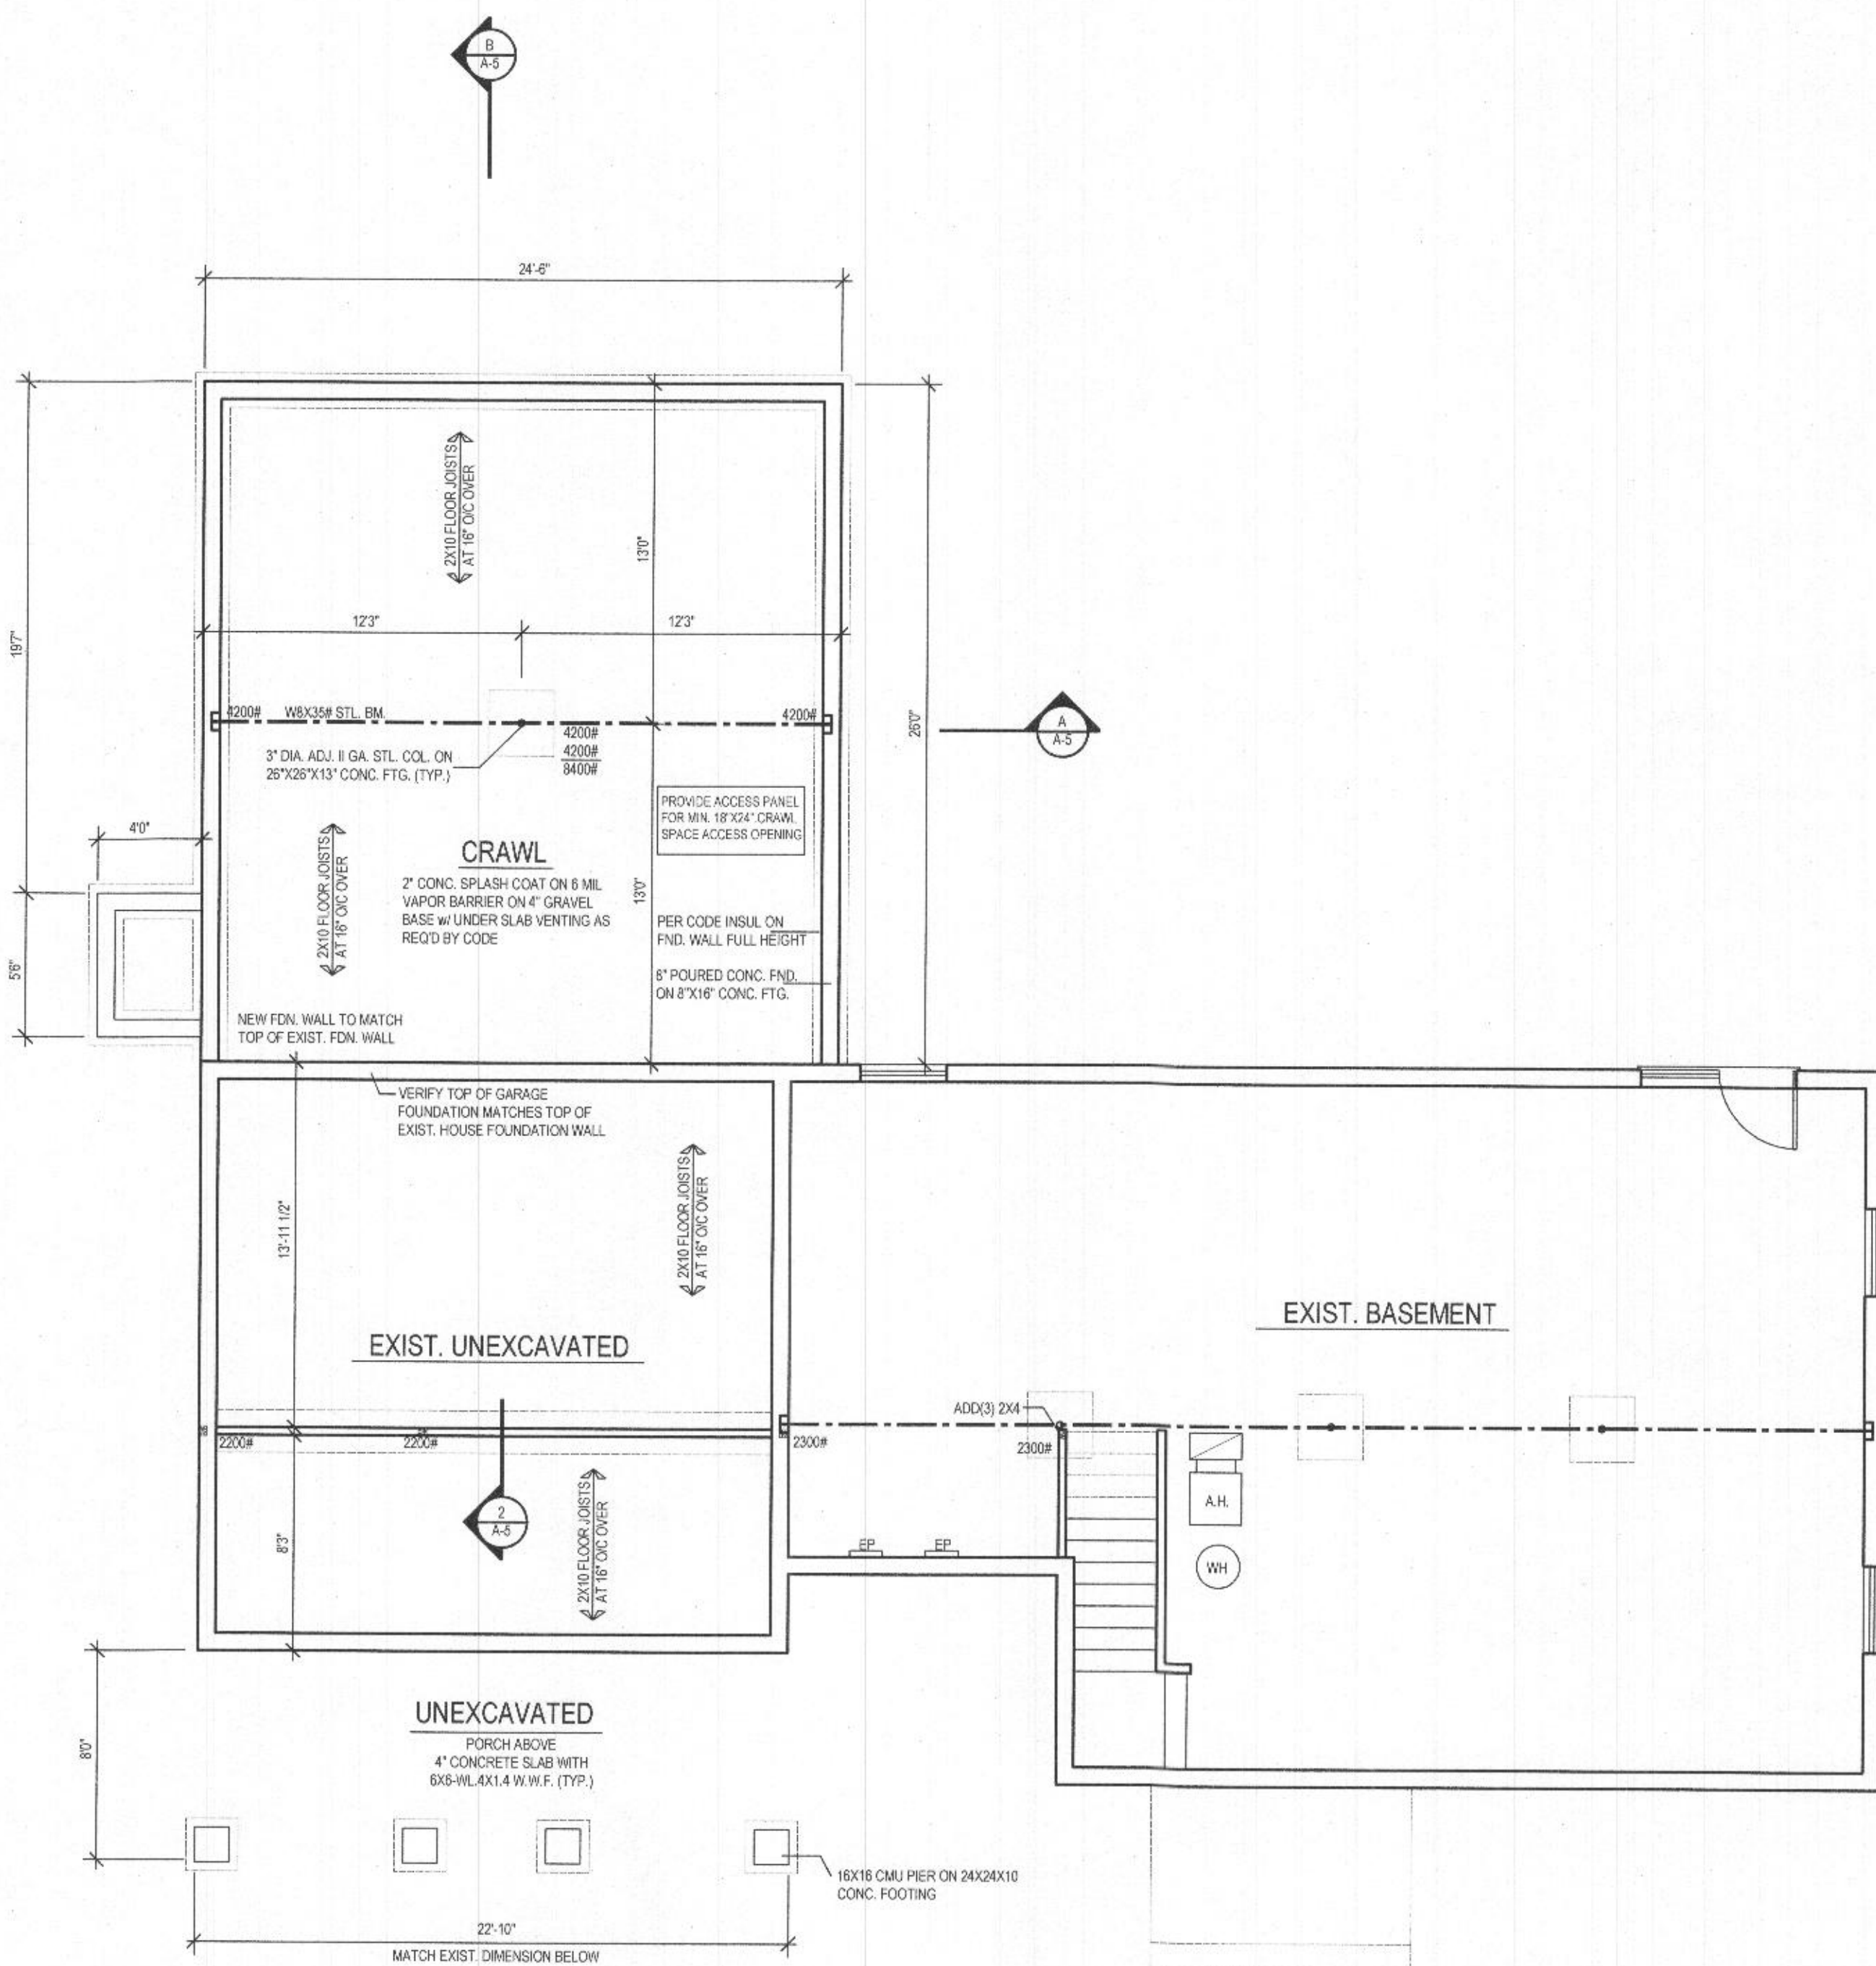 B
A-5
24'-6"
2X10 FLOOR JOISTS
AT 16" O/C OVER
13'0"
19'7"
12'3"
12'3"
26'0"
4200#
W8X35# STL. BM.
4200#
4200#
4200#
8400#
3" DIA. ADJ. II GA. STL. COL. ON
26"X26"X13" CONC. FTG. (TYP.)
A
A-5
PROVIDE ACCESS PANEL
FOR MIN. 18"X24" CRAWL
SPACE ACCESS OPENING
4'0"
2X10 FLOOR JOISTS
AT 16" O/C OVER
CRAWL
2" CONC. SPLASH COAT ON 6 MIL
VAPOR BARRIER ON 4" GRAVEL
BASE w/ UNDER SLAB VENTING AS
REQ'D BY CODE
13'0"
PER CODE INSUL ON
FND. WALL FULL HEIGHT
5'6"
8" POURED CONC. FND.
ON 8"X16" CONC. FTG.
NEW FDN. WALL TO MATCH
TOP OF EXIST. FDN. WALL
VERIFY TOP OF GARAGE
FOUNDATION MATCHES TOP OF
EXIST. HOUSE FOUNDATION WALL
13'-11 1/2"
2X10 FLOOR JOISTS
AT 16" O/C OVER
EXIST. UNEXCAVATED
EXIST. BASEMENT
ADD(3) 2X4
2200#
2200#
2300#
2300#
2
A-5
8'3"
2X10 FLOOR JOISTS
AT 16" O/C OVER
EP
EP
A.H.
WH
8'0"
UNEXCAVATED
PORCH ABOVE
4" CONCRETE SLAB WITH
6X6-WL.4X1.4 W.W.F. (TYP.)
16X16 CMU PIER ON 24X24X10
CONC. FOOTING
22'-10"
MATCH EXIST. DIMENSION BELOW